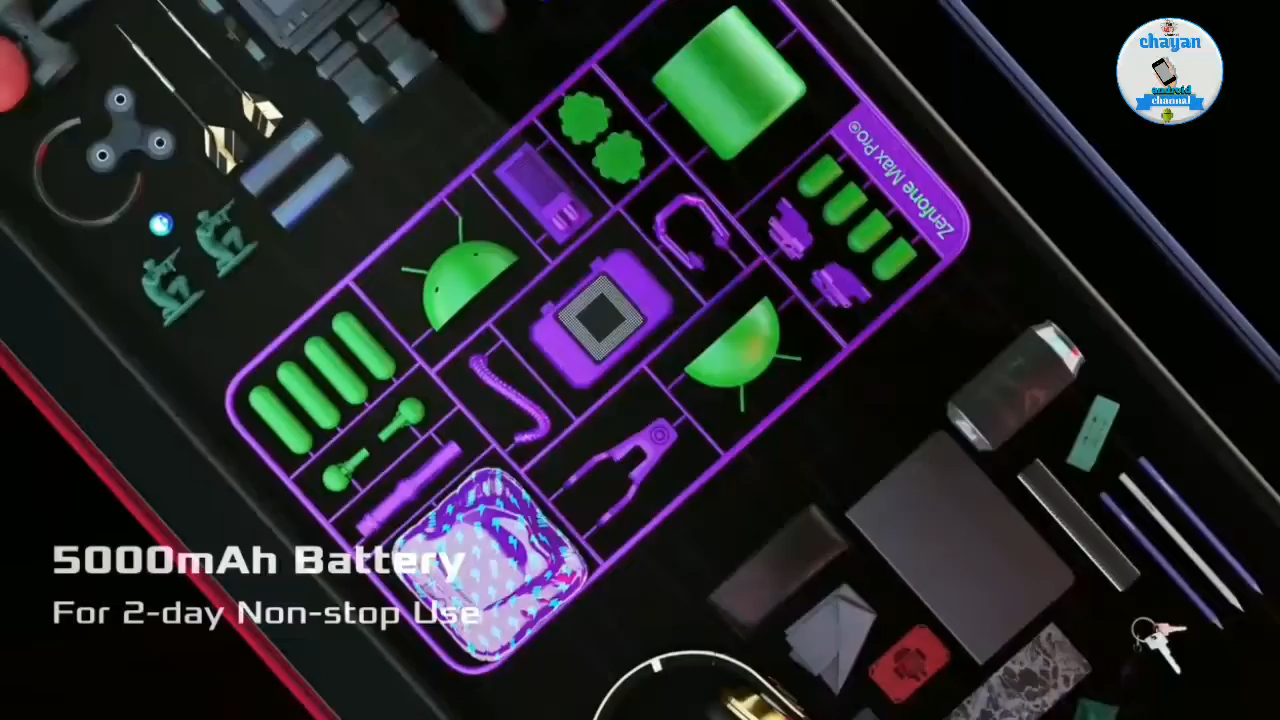 chayan
android
channel
Zenfone Max Pro
5000mAh Battery
For 2-day Non-stop Use